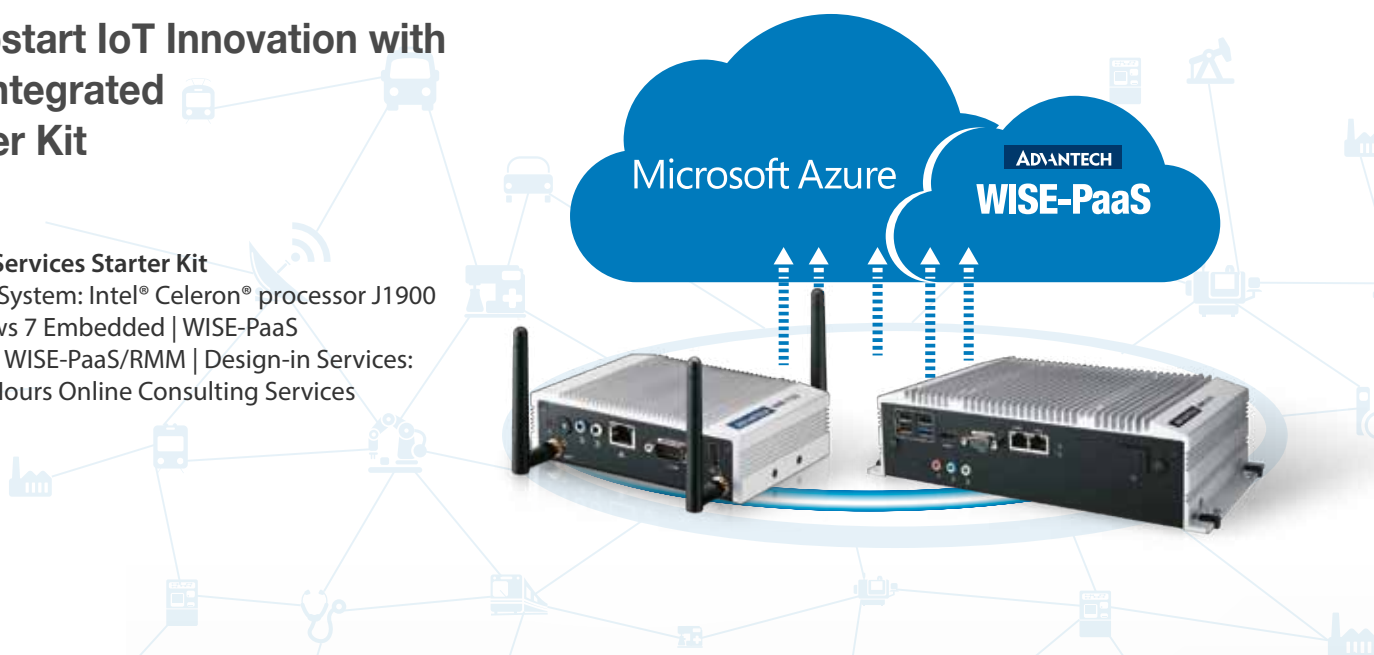 start IoT Innovation with
ntegrated
er Kit
Services Starter Kit
System: Intel® Celeron® processor J1900
ws 7 Embedded | WISE-PaaS
WISE-PaaS/RMM | Design-in Services:
Hours Online Consulting Services
Microsoft Azure
ADVANTECH
WISE-PaaS